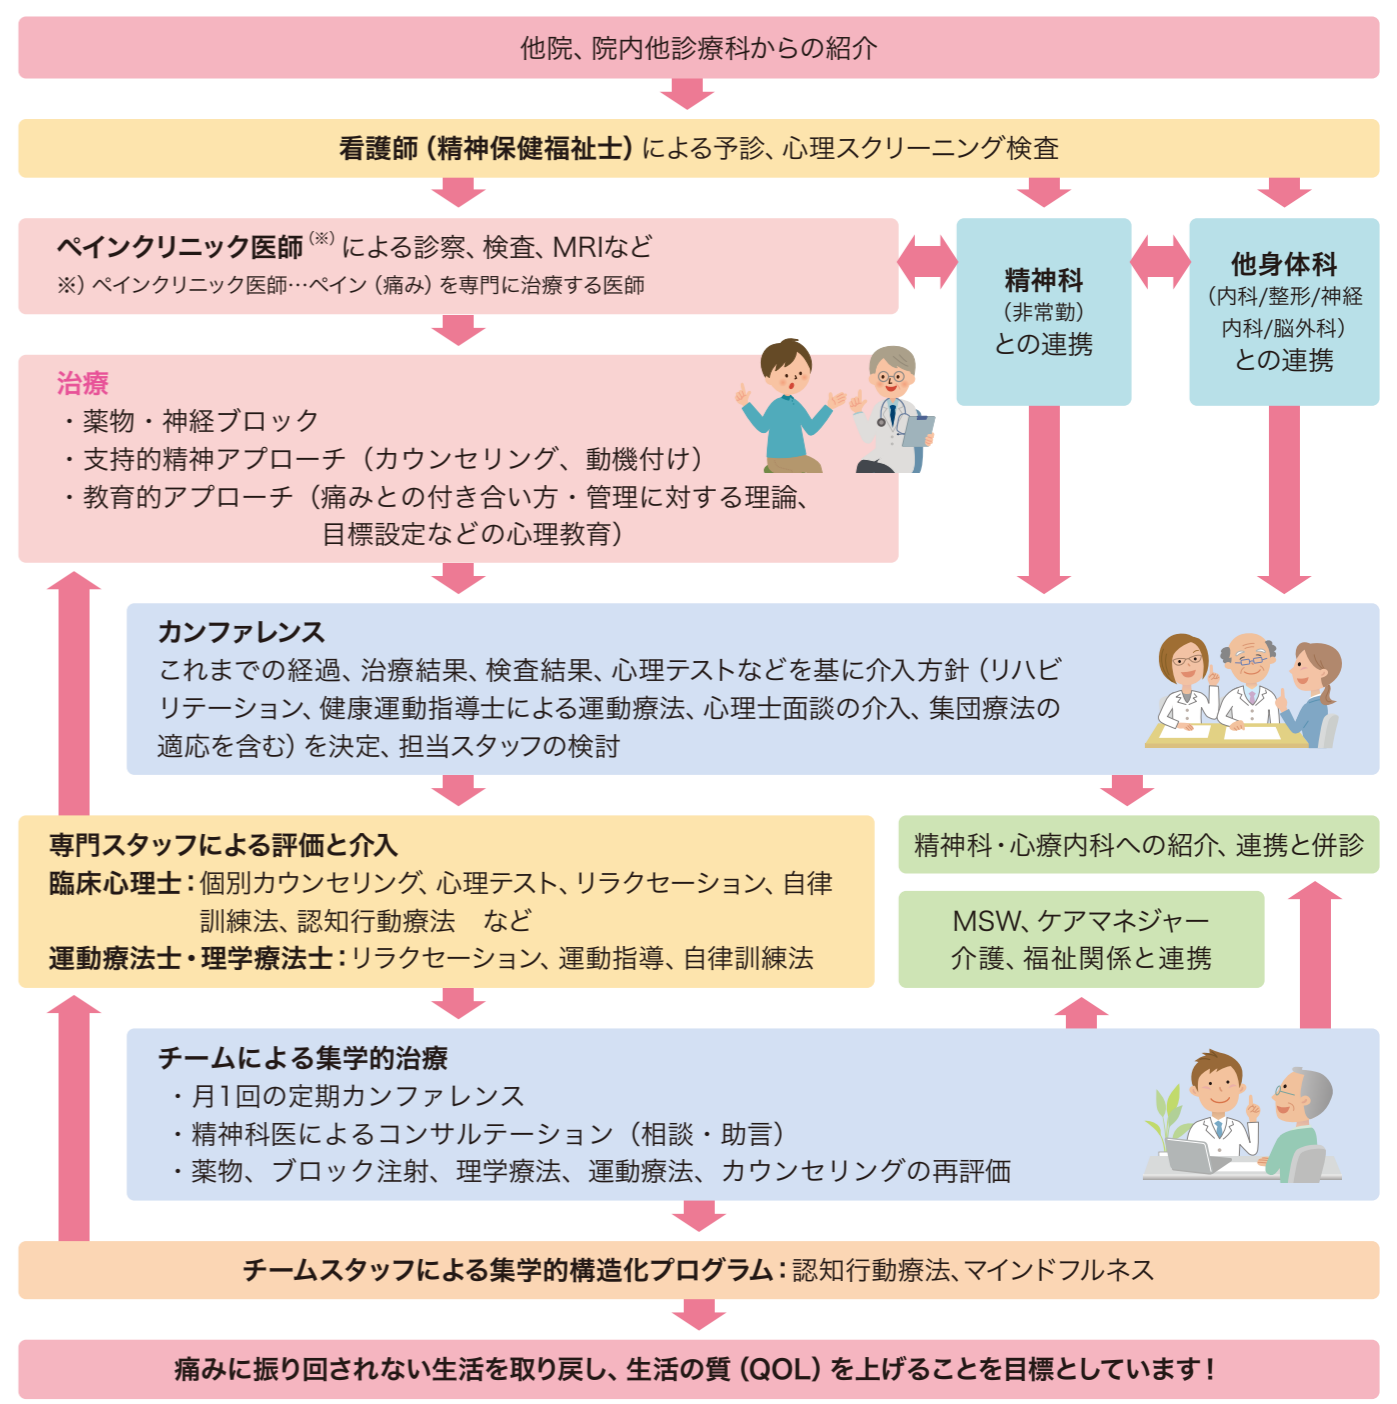 他院、院内他診療科からの紹介
看護師（精神保健福祉士）による予診、心理スクリーニング検査
ペインクリニック医師（※）による診察、検査、MRIなど
※）ペインクリニック医師…ペイン（痛み）を専門に治療する医師
精神科
（非常勤）
との連携
他身体科
（内科/整形/神経
内科/脳外科）
との連携
治療
・薬物・神経ブロック
・支持的精神アプローチ（カウンセリング、動機付け）
・教育的アプローチ（痛みとの付き合い方・管理に対する理論、
目標設定などの心理教育）
カンファレンス
これまでの経過、治療結果、検査結果、心理テストなどを基に介入方針（リハビ
リテーション、健康運動指導士による運動療法、心理士面談の介入、集団療法の
適応を含む）を決定、担当スタッフの検討
専門スタッフによる評価と介入
臨床心理士：個別カウンセリング、心理テスト、リラクセーション、自律
訓練法、認知行動療法　など
運動療法士・理学療法士：リラクセーション、運動指導、自律訓練法
精神科・心療内科への紹介、連携と併診
MSW、ケアマネジャー
介護、福祉関係と連携
チームによる集学的治療
・月1回の定期カンファレンス
・精神科医によるコンサルテーション（相談・助言）
・薬物、ブロック注射、理学療法、運動療法、カウンセリングの再評価
チームスタッフによる集学的構造化プログラム：認知行動療法、マインドフルネス
痛みに振り回されない生活を取り戻し、生活の質（QOL）を上げることを目標としています！